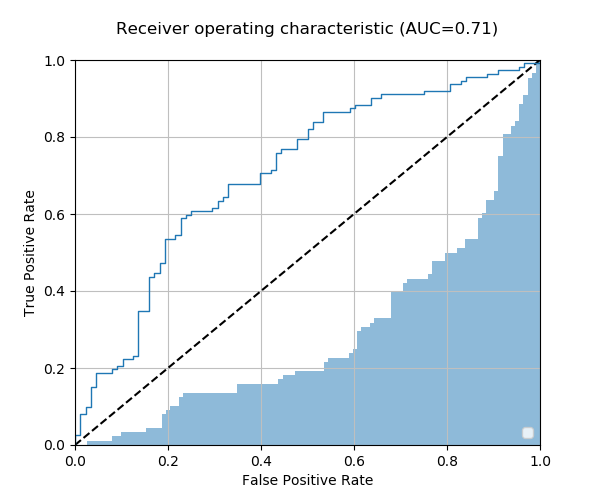 Receiver operating characteristic (AUC=0.71)
1.0
0.8
0.6
0.4
0.2
0.0
True Positive Rate
0.0 0.2 0.4 0.6 0.8 1.0
False Positive Rate